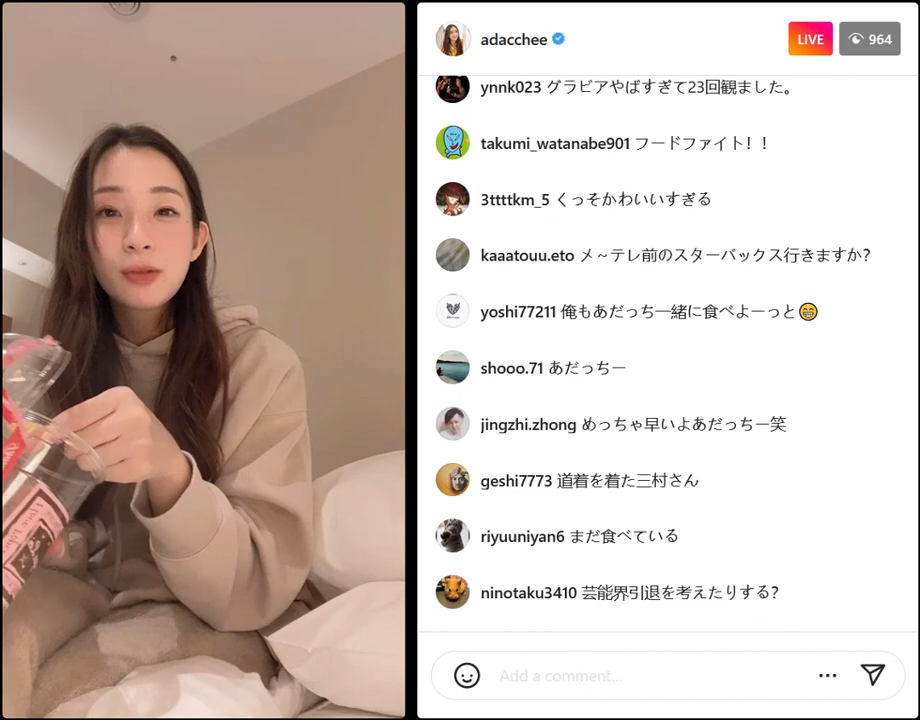 adacchee
LIVE
964
ynnk023 グラビアやばすぎて23回観ました。
takumi_watanabe901 フードファイト！！
3ttttkm_5 くっそかわいいすぎる
kaaatouu.eto メ～テレ前のスターバックス行きますか？
yoshi77211 俺もあだっち一緒に食べよーっと😁
shooo.71 あだっちー
jingzhi.zhong めっちゃ早いよあだっちー笑
geshi7773 道着を着た三村さん
riyuuniyan6 まだ食べている
ninotaku3410 芸能界引退を考えたりする？
Add a comment...